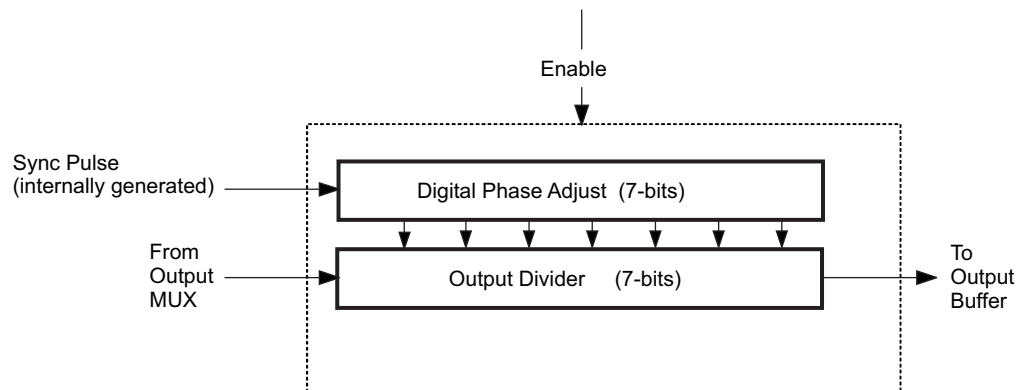 Enable
Sync Pulse
(internally generated)
Digital Phase Adjust (7-bits)
From
Output
MUX
Output Divider (7-bits)
To
Output
Buffer